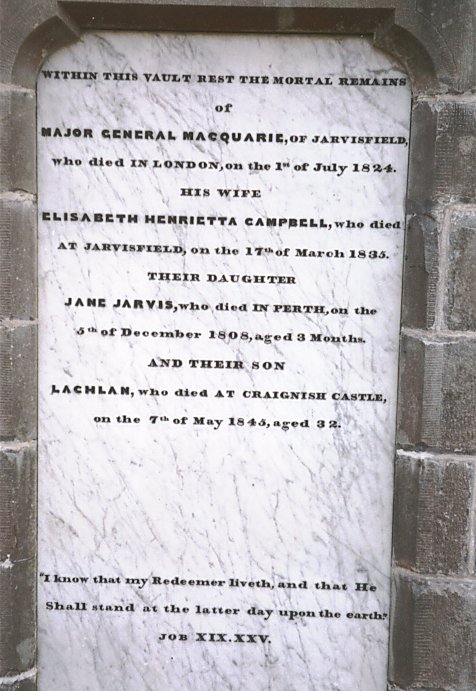 WITHIN THIS VAULT REST THE MORTAL REMAINS
of
MAJOR GENERAL MACQUARIE, OF JARVISFIELD,
who died IN LONDON, on the 1st of July 1824.
HIS WIFE
ELISABETH HENRIETTA CAMPBELL, who died
AT JARVISFIELD, on the 17th of March 1835.
THEIR DAUGHTER
JANE JARVIS, who died IN PERTH, on the
5th of December 1808, aged 3 Months.
AND THEIR SON
LACHLAN, who died AT CRAIGNISH CASTLE,
on the 7th of May 1845, aged 32.
"I know that my Redeemer liveth, and that He
Shall stand at the latter day upon the earth."
JOB XIX.XXV.